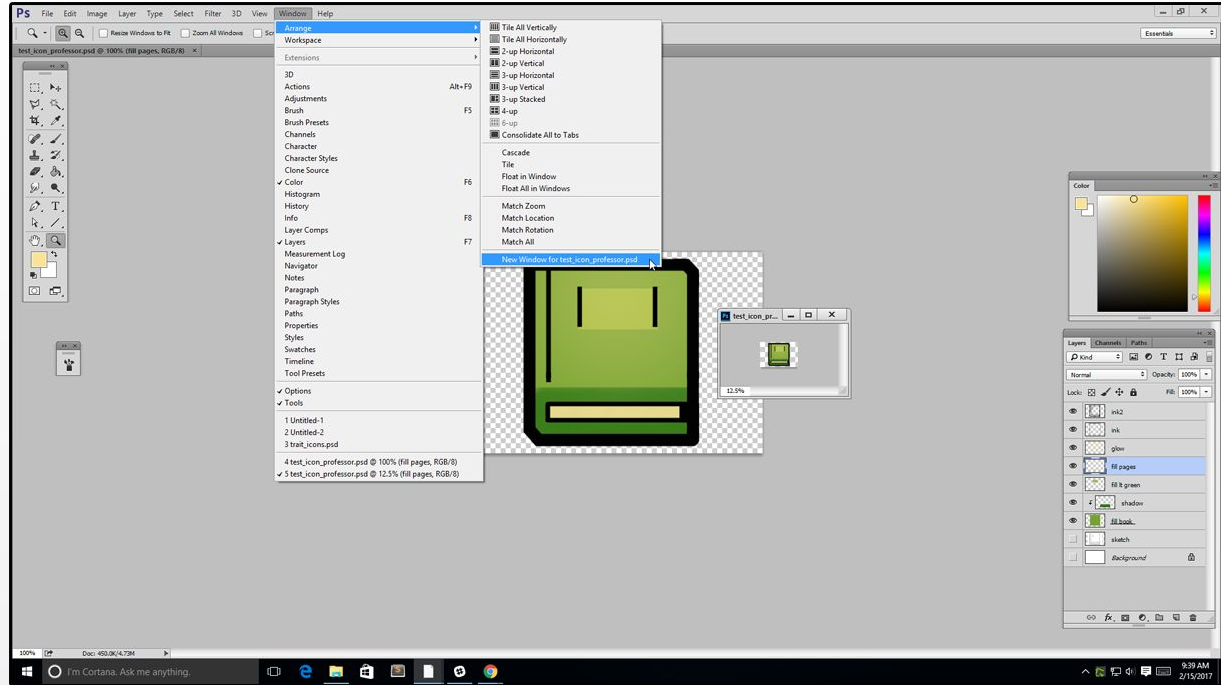 Ps File Edit Image Layer Type Select Filter 3D View Window Help
Resize Windows to Fit Zoom All Windows Scr
Essentials
test_icon_professor.psd @ 100% (fill pages, RGB/8) ×
Arrange
Workspace
Extensions
3D
Actions Alt+F9
Adjustments
Brush F5
Brush Presets
Channels
Character
Character Styles
Clone Source
Color F6
Histogram
History
Info F8
Layer Comps
Layers F7
Measurement Log
Navigator
Notes
Paragraph
Paragraph Styles
Paths
Properties
Styles
Swatches
Timeline
Tool Presets
Options
Tools
1 Untitled-1
2 Untitled-2
3 trait_icons.psd
4 test_icon_professor.psd @ 100% (fill pages, RGB/8)
5 test_icon_professor.psd @ 12.5% (fill pages, RGB/8)
Tile All Vertically
Tile All Horizontally
2-up Horizontal
2-up Vertical
3-up Horizontal
3-up Vertical
3-up Stacked
4-up
6-up
Consolidate All to Tabs
Cascade
Tile
Float in Window
Float All in Windows
Match Zoom
Match Location
Match Rotation
Match All
New Window for test_icon_professor.psd
Ps test_icon_pr...
12.5%
Color
Layers Channels Paths
Kind
Normal Opacity: 100%
Lock: Fill: 100%
ink2
ink
glow
fill pages
fill lt green
shadow
fill book
sketch
Background
100% Doc: 450.0K/4.73M
I'm Cortana. Ask me anything.
9:39 AM
2/15/2017